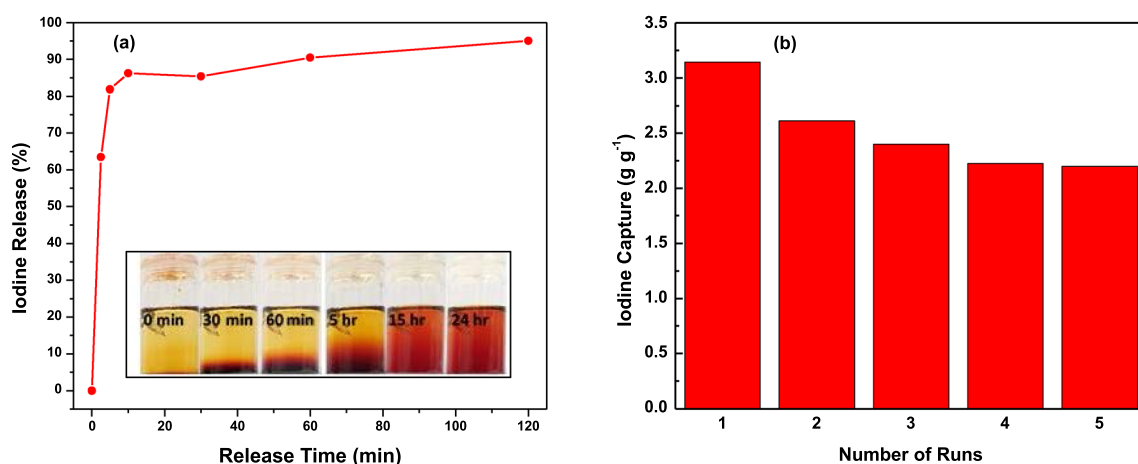 (a)
Iodine Release (%)
100
90
80
70
60
50
40
30
20
10
0
0 min 30 min 60 min 5 hr 15 hr 24 hr
0 20 40 60 80 100 120
Release Time (min)
(b)
Iodine Capture (g g⁻¹)
3.5
3.0
2.5
2.0
1.5
1.0
0.5
0.0
1 2 3 4 5
Number of Runs